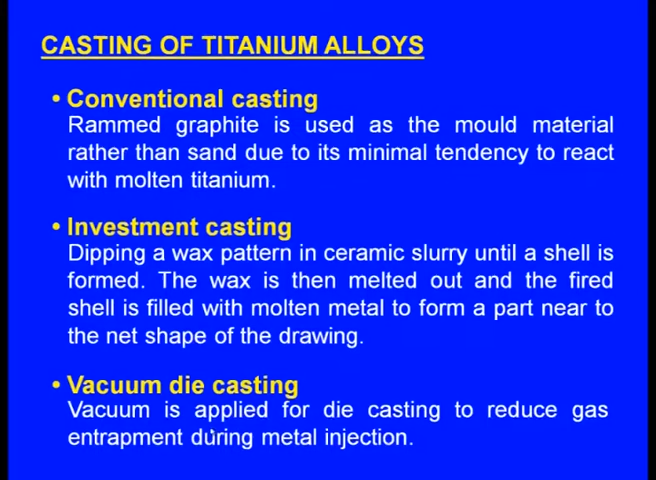 CASTING OF TITANIUM ALLOYS
• Conventional casting
Rammed graphite is used as the mould material
rather than sand due to its minimal tendency to react
with molten titanium.
• Investment casting
Dipping a wax pattern in ceramic slurry until a shell is
formed. The wax is then melted out and the fired
shell is filled with molten metal to form a part near to
the net shape of the drawing.
• Vacuum die casting
Vacuum is applied for die casting to reduce gas
entrapment during metal injection.